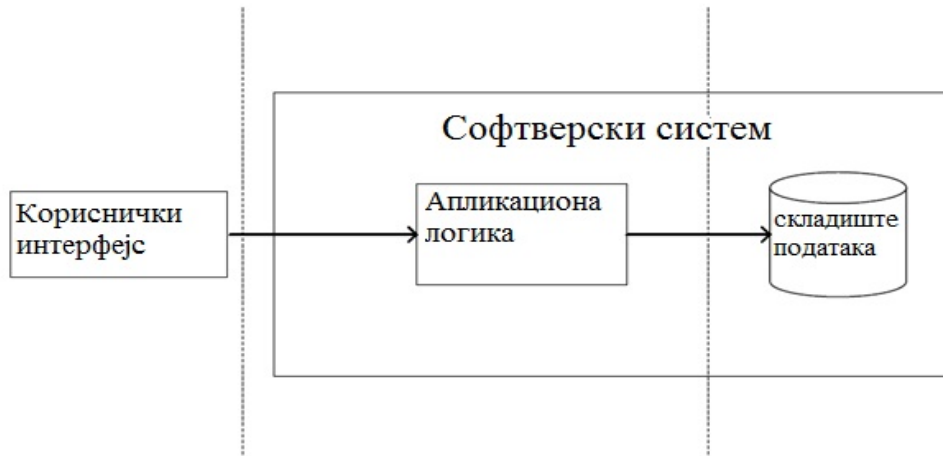 Софтверски систем
Кориснички
интерфејс
Апликациона
логика
складиште
података